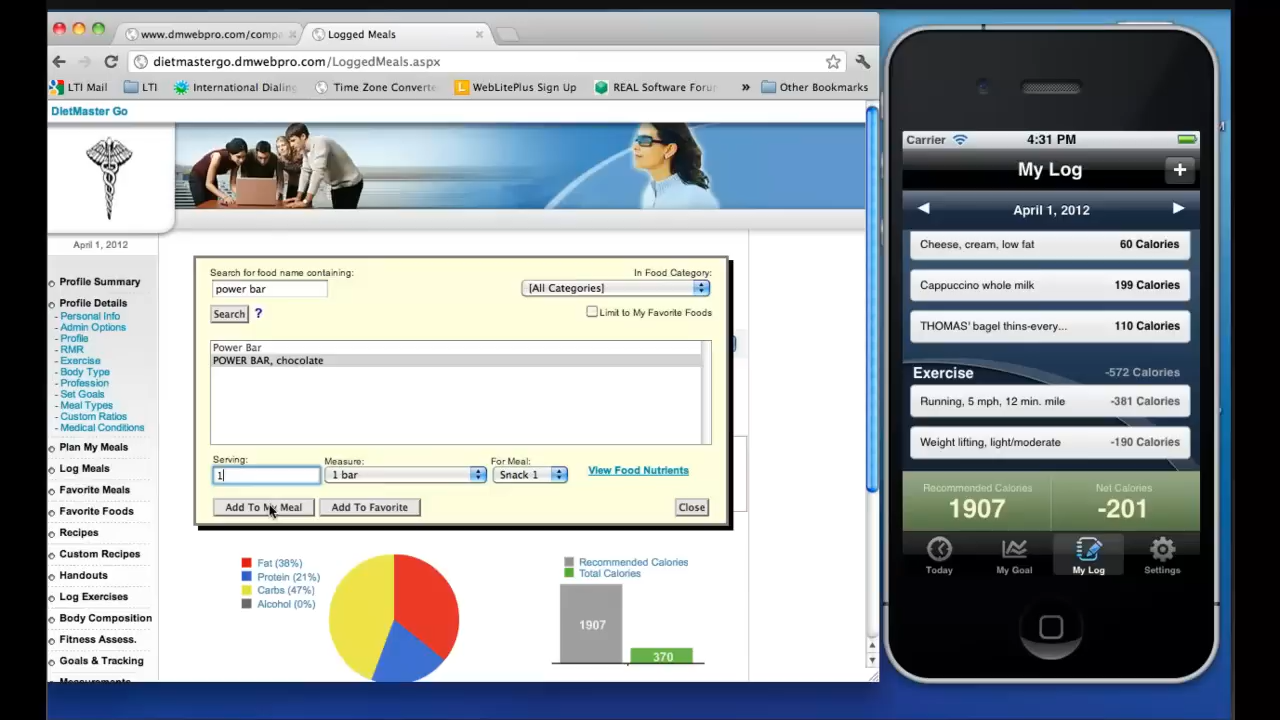 www.dmwebpro.com/compa
Logged Meals
dietmastergo.dmwebpro.com/LoggedMeals.aspx
LTI Mail
LTI
International Dialing
Time Zone Converte
WebLitePlus Sign Up
REAL Software Foru
»
Other Bookmarks
DietMaster Go
April 1, 2012
Profile Summary
Profile Details
- Personal Info
- Admin Options
- Profile
- RMR
- Exercise
- Body Type
- Profession
- Set Goals
- Meal Types
- Custom Ratios
- Medical Conditions
Plan My Meals
Log Meals
Favorite Meals
Favorite Foods
Recipes
Custom Recipes
Handouts
Log Exercises
Body Composition
Fitness Assess.
Goals & Tracking
Measurements
Search for food name containing:
In Food Category:
power bar
[All Categories]
Search
?
Limit to My Favorite Foods
Power Bar
POWER BAR, chocolate
Serving:
Measure:
For Meal:
1
1 bar
Snack 1
View Food Nutrients
Add To My Meal
Add To Favorite
Close
Fat (38%)
Protein (21%)
Carbs (47%)
Alcohol (0%)
Recommended Calories
Total Calories
1907
370
Carrier
4:31 PM
My Log
+
April 1, 2012
Cheese, cream, low fat 60 Calories
Cappuccino whole milk 199 Calories
THOMAS' bagel thins-every... 110 Calories
Exercise -572 Calories
Running, 5 mph, 12 min. mile -381 Calories
Weight lifting, light/moderate -190 Calories
Recommended Calories
1907
Net Calories
-201
Today
My Goal
My Log
Settings